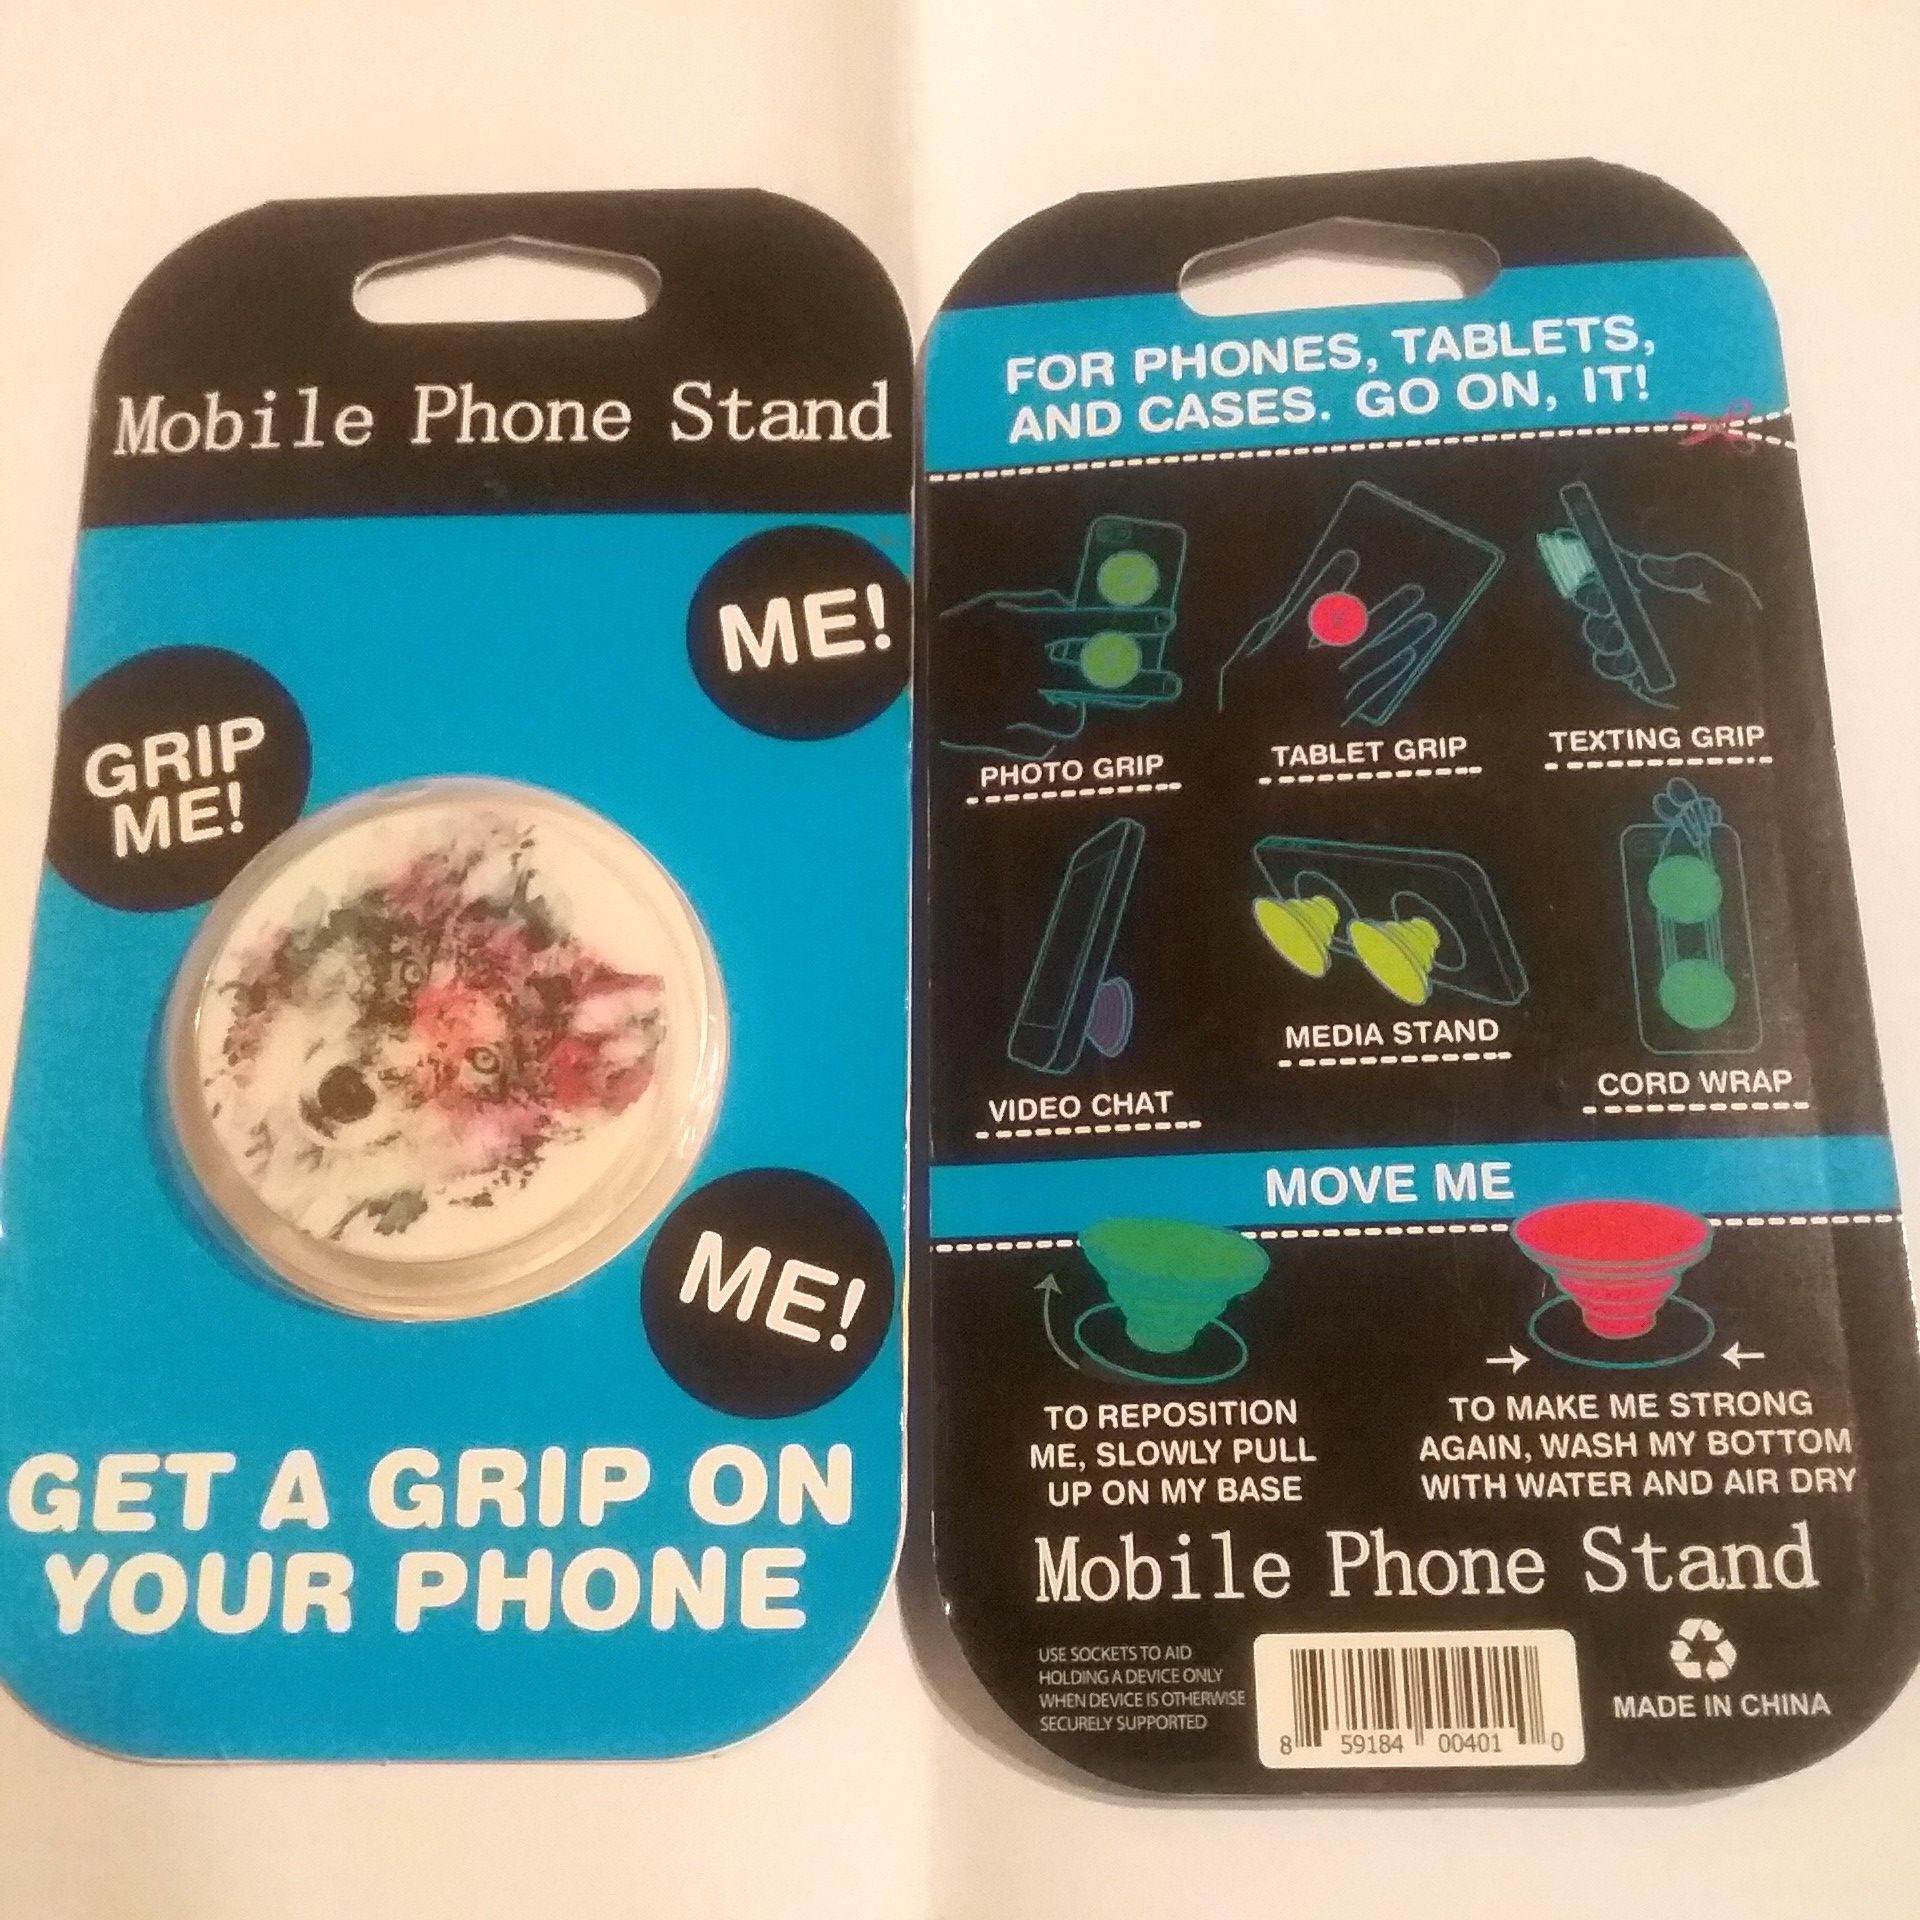 Mobile Phone Stand
ME!
GRIP
ME!
ME!
GET A GRIP ON
YOUR PHONE
FOR PHONES, TABLETS,
AND CASES. GO ON, IT!
PHOTO GRIP
TABLET GRIP
TEXTING GRIP
VIDEO CHAT
MEDIA STAND
CORD WRAP
MOVE ME
TO REPOSITION
ME, SLOWLY PULL
UP ON MY BASE
TO MAKE ME STRONG
AGAIN, WASH MY BOTTOM
WITH WATER AND AIR DRY
Mobile Phone Stand
USE SOCKETS TO AID
HOLDING A DEVICE ONLY
WHEN DEVICE IS OTHERWISE
SECURELY SUPPORTED
8 59184 00401 0
MADE IN CHINA